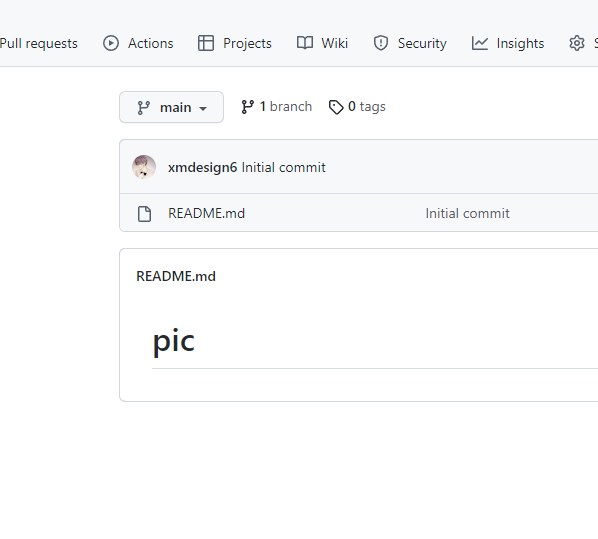 Pull requests Actions Projects Wiki Security Insights
main 1 branch 0 tags
xmdesign6 Initial commit
README.md Initial commit
README.md
pic